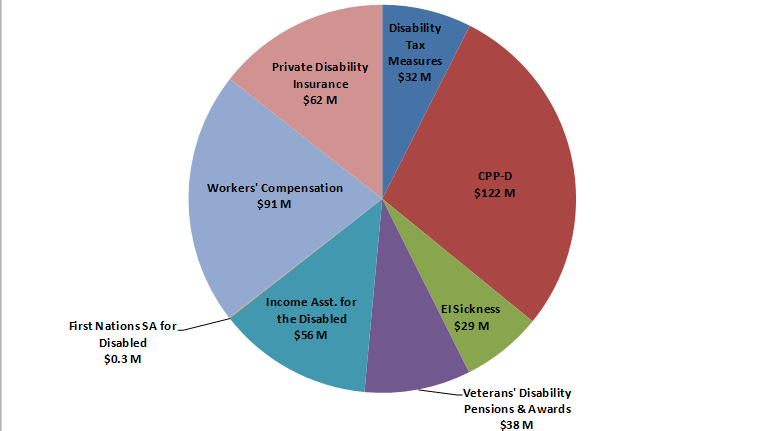 Disability
Tax
Measures
$32 M
CPP-D
$122 M
EI Sickness
$29 M
Veterans' Disability
Pensions & Awards
$38 M
Income Asst. for
the Disabled
$56 M
First Nations SA for
Disabled
$0.3 M
Workers' Compensation
$91 M
Private Disability
Insurance
$62 M